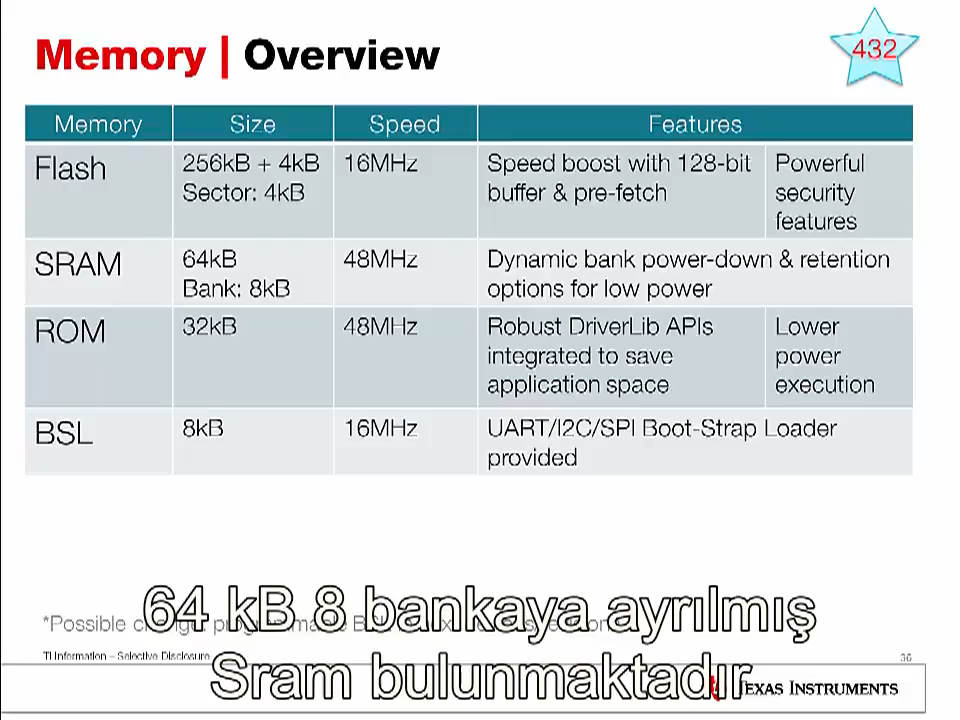 Memory | Overview
432
Memory Size Speed Features
Flash 256kB + 4kB 16MHz Speed boost with 128-bit Powerful
Sector: 4kB buffer & pre-fetch security
features
SRAM 64kB 48MHz Dynamic bank power-down & retention
Bank: 8kB options for low power
ROM 32kB 48MHz Robust DriverLib APIs Lower
integrated to save power
application space execution
BSL 8kB 16MHz UART/I2C/SPI Boot-Strap Loader
provided
64 kB 8 bankaya ayrılmış
*Possible
TI Information – Selective Disclosure
36
Sram bulunmaktadır
TEXAS INSTRUMENTS